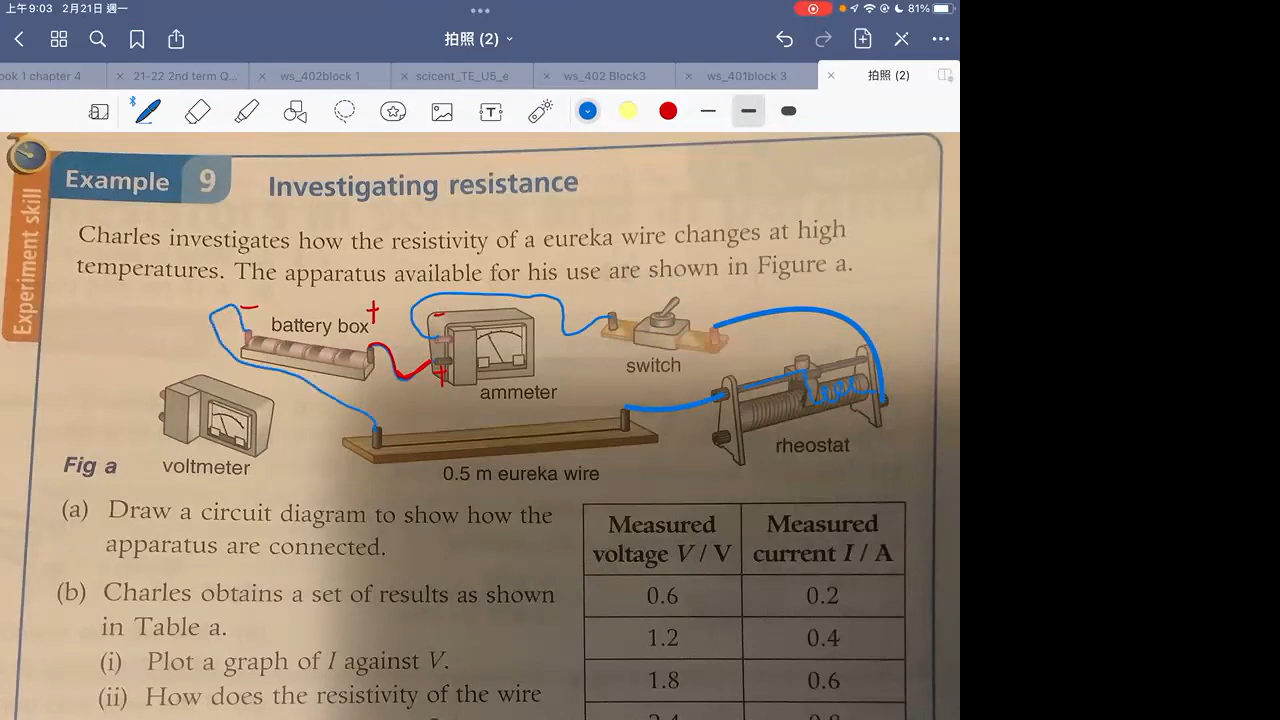 上午9:03 2月21日 週一
81%
拍照 (2)
ook 1 chapter 4
21-22 2nd term Q...
ws_402block 1
scicent_TE_U5_e
ws_402 Block3
ws_401block 3
拍照 (2)
Experiment skill
Example 9 Investigating resistance
Charles investigates how the resistivity of a eureka wire changes at high
temperatures. The apparatus available for his use are shown in Figure a.
− battery box +
−
+
ammeter
switch
rheostat
voltmeter
0.5 m eureka wire
Fig a
(a) Draw a circuit diagram to show how the
apparatus are connected.
(b) Charles obtains a set of results as shown
in Table a.
(i) Plot a graph of I against V.
(ii) How does the resistivity of the wire
Measured voltage V / V
Measured current I / A
0.6 0.2
1.2 0.4
1.8 0.6